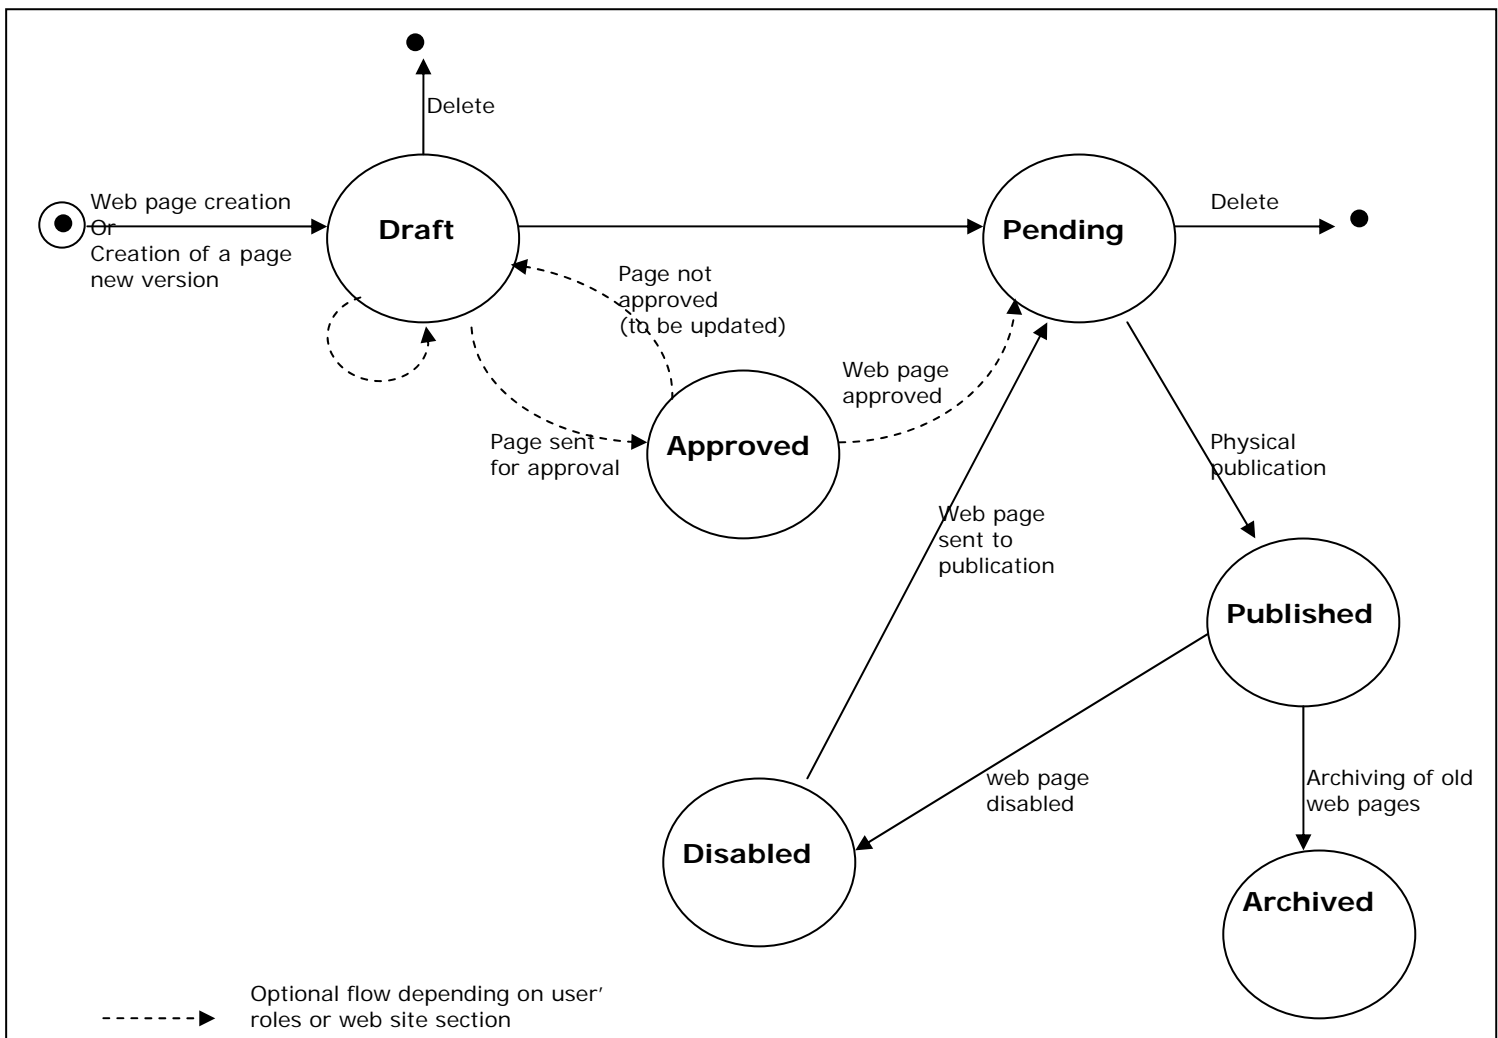 Delete
Web page creation
Or
Creation of a page
new version
Draft
Pending
Delete
Page not
approved
(to be updated)
Web page
approved
Page sent
for approval
Approved
Physical
publication
Web page
sent to
publication
Published
web page
disabled
Archiving of old
web pages
Disabled
Archived
Optional flow depending on user’
roles or web site section